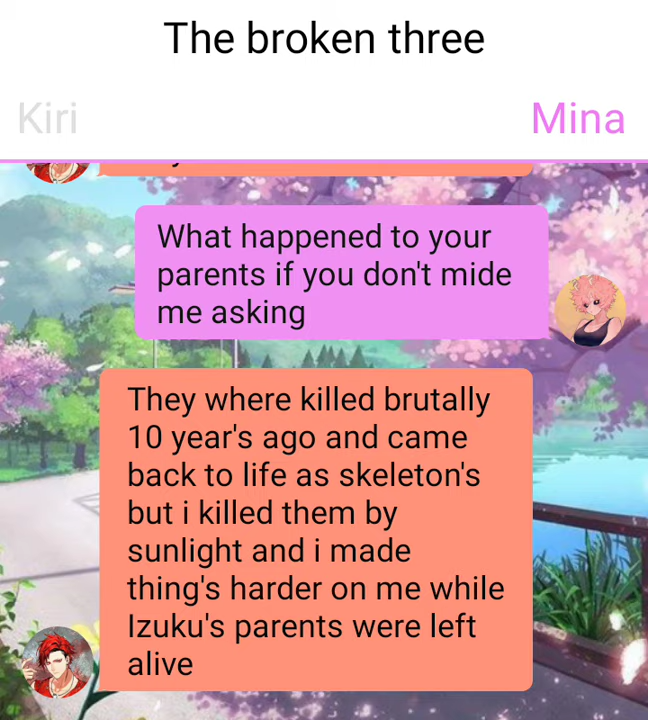 The broken three
Kiri
Mina
What happened to your
parents if you don't mide
me asking
They where killed brutally
10 year's ago and came
back to life as skeleton's
but i killed them by
sunlight and i made
thing's harder on me while
Izuku's parents were left
alive